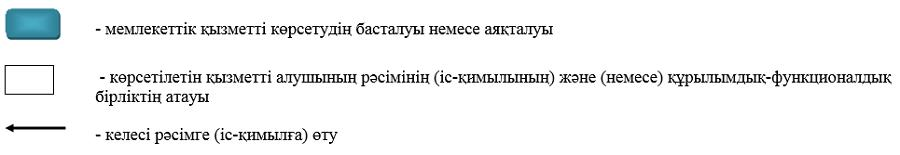 - мемлекеттік қызметті көрсетудің басталуы немесе аяқталуы
- көрсетілетін қызметті алушының рәсімінің (іс-қимылының) және (немесе) құрылымдық-функционалдық
бірліктің атауы
- келесі рәсімге (іс-қимылға) өту